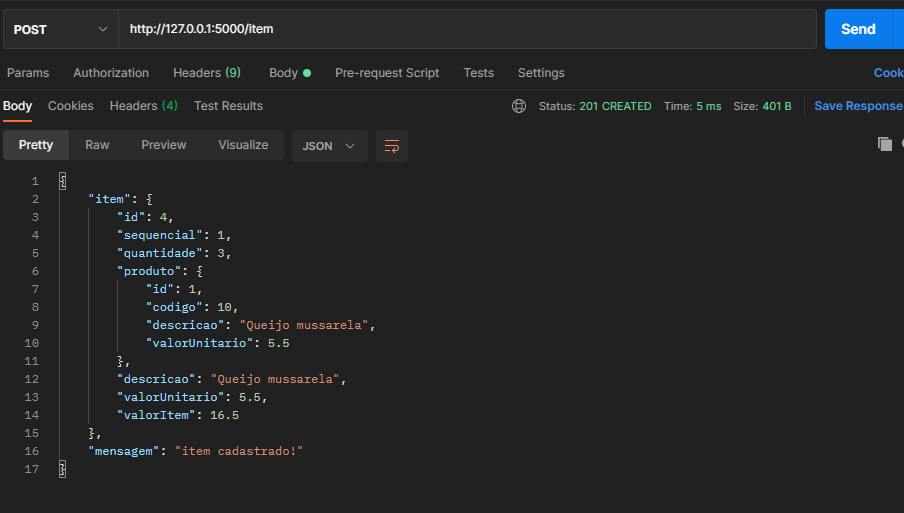 POST http://127.0.0.1:5000/item Send
Params Authorization Headers (9) Body Pre-request Script Tests Settings
Body Cookies Headers (4) Test Results Status: 201 CREATED Time: 5 ms Size: 401 B Save Response
Pretty Raw Preview Visualize JSON
1 {
2 "item": {
3 "id": 4,
4 "sequencial": 1,
5 "quantidade": 3,
6 "produto": {
7 "id": 1,
8 "codigo": 10,
9 "descricao": "Queijo mussarela",
10 "valorUnitario": 5.5
11 },
12 "descricao": "Queijo mussarela",
13 "valorUnitario": 5.5,
14 "valorItem": 16.5
15 },
16 "mensagem": "item cadastrado!"
17 }